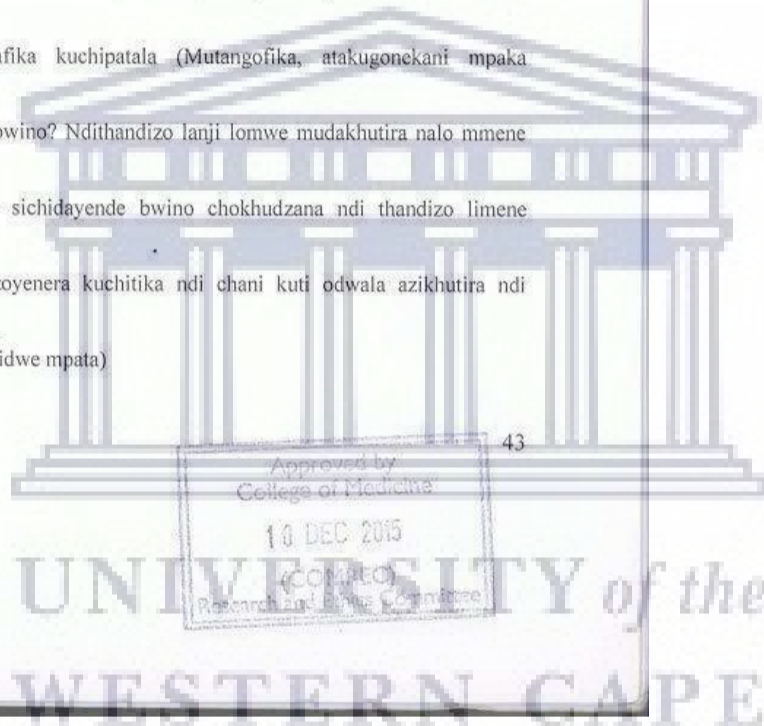 fika kuchipatala (Mutangofika, atakugonekani mpaka
bwino? Ndithandizo lanji lomwe mudakhutira nalo mmene
sichidayende bwino chokhudzana ndi thandizo limene
oyenera kuchitika ndi chani kuti odwala azikhutira ndi
idwe mpata)
43
Approved by
College of Medicine
10 DEC 2015
(COMREC)
Research and Ethics Committee
UNIVERSITY of the
WESTERN CAPE